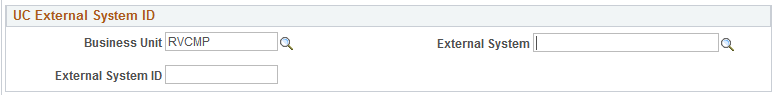 UC External System ID
Business Unit RVCMP External System
External System ID